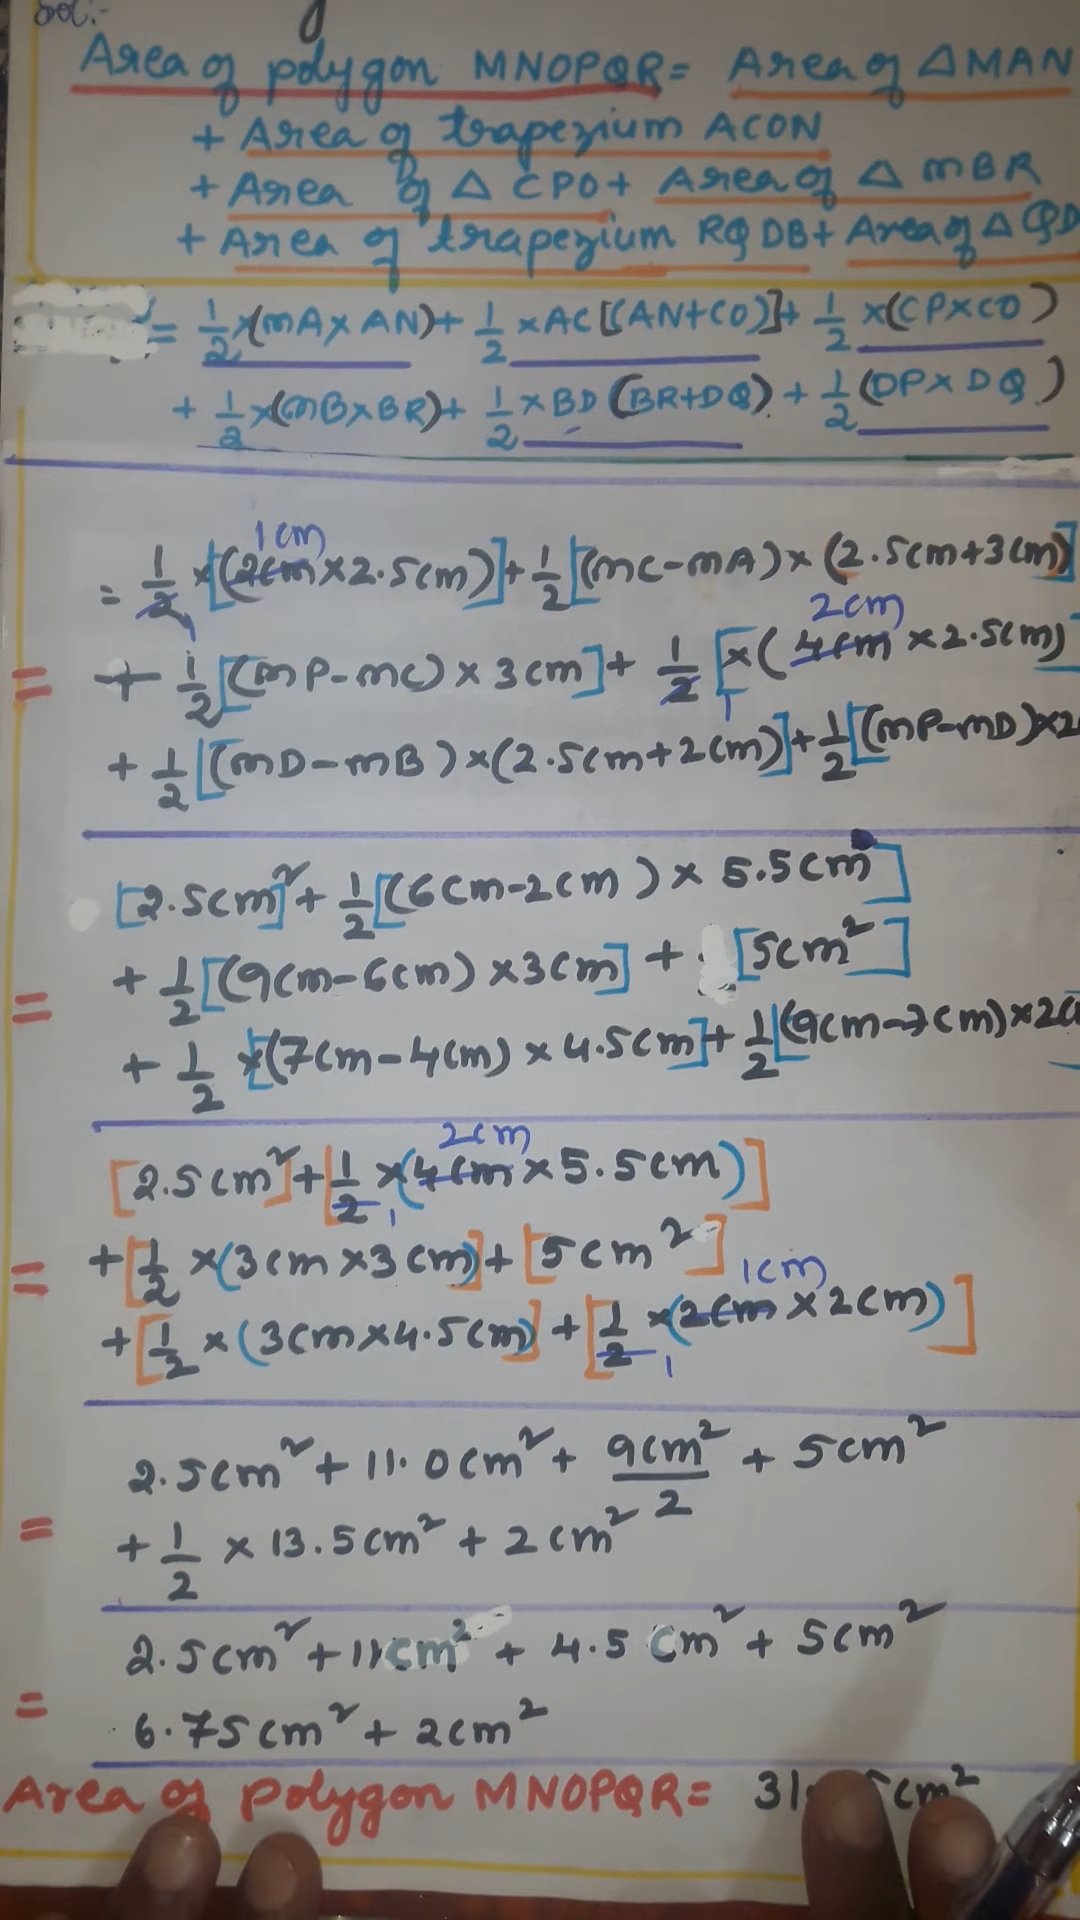 Sol:-
Area of polygon MNOPQR = Area of △MAN
+ Area of trapezium ACON
+ Area of △ CPO + Area of △ MBR
+ Area of trapezium RQDB + Area of △ QD
= 1/2 × (MA × AN) + 1/2 × AC [(AN + CO)] + 1/2 × (CP × CO)
+ 1/2 × (MB × BR) + 1/2 × BD (BR + DQ) + 1/2 (DP × DQ)
1cm
= 1/2 × [(2cm × 2.5cm)] + 1/2 [(MC - MA) × (2.5cm + 3cm)]
1
2cm
= + 1/2 [(MP - MC) × 3cm] + 1/2 [× (4cm × 2.5cm)
1
+ 1/2 [(MD - MB) × (2.5cm + 2cm)] + 1/2 [(MP - MD) × 2
[2.5cm²] + 1/2 [(6cm - 2cm) × 5.5cm]
= + 1/2 [(9cm - 6cm) × 3cm] + [5cm²]
+ 1/2 × [(7cm - 4cm) × 4.5cm] + 1/2 [(9cm - 7cm) × 2c
2cm
[2.5cm²] + [1/2 × (4cm × 5.5cm)]
1
= + [1/2 × (3cm × 3cm)] + [5cm²]
1cm
+ [1/2 × (3cm × 4.5cm)] + [1/2 × (2cm × 2cm)]
1
2.5cm² + 11.0cm² + 9cm²/2 + 5cm²
= + 1/2 × 13.5cm² + 2cm²
2.5cm² + 11cm² + 4.5cm² + 5cm²
= 6.75cm² + 2cm²
Area of polygon MNOPQR = 31 5cm²